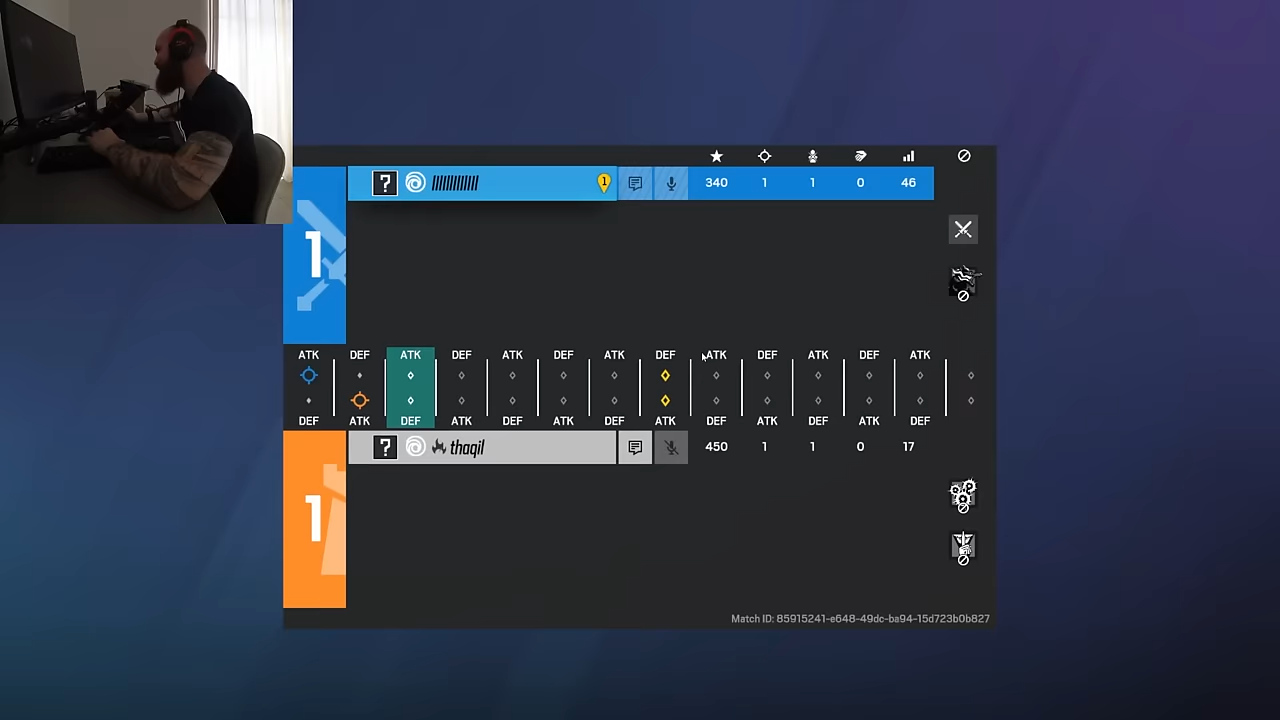 ? llllllllllll 1 340 1 1 0 46
1
ATK DEF ATK DEF ATK DEF ATK DEF ATK DEF ATK DEF ATK
DEF ATK DEF ATK DEF ATK DEF ATK DEF ATK DEF ATK DEF
? thaqil 450 1 1 0 17
1
Match ID: 85915241-e648-49dc-ba94-15d723b0b827